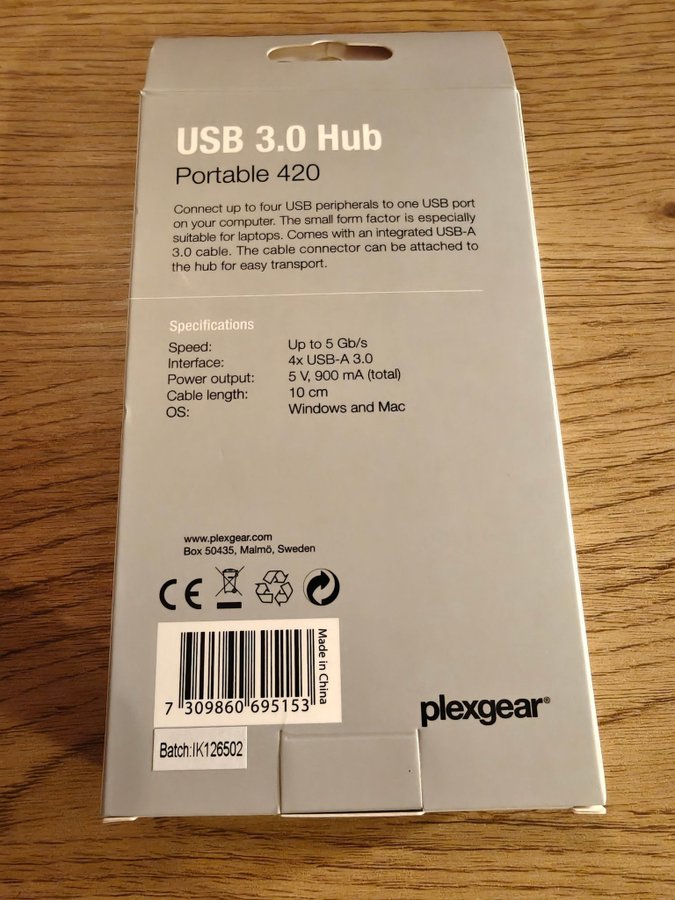 USB 3.0 Hub
Portable 420
Connect up to four USB peripherals to one USB port
on your computer. The small form factor is especially
suitable for laptops. Comes with an integrated USB-A
3.0 cable. The cable connector can be attached to
the hub for easy transport.
Specifications
Speed: Up to 5 Gb/s
Interface: 4x USB-A 3.0
Power output: 5 V, 900 mA (total)
Cable length: 10 cm
OS: Windows and Mac
www.plexgear.com
Box 50435, Malmö, Sweden
CE
Made in China
7 309860 695153
plexgear®
Batch:IK126502